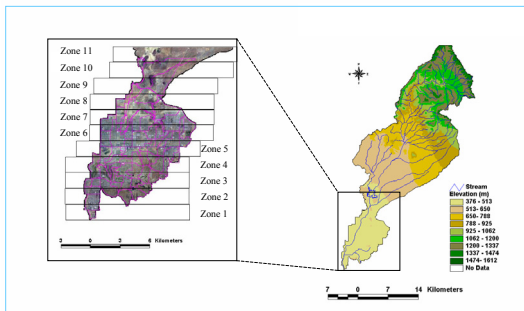 Zone 11
Zone 10
Zone 9
Zone 8
Zone 7
Zone 6
Zone 5
Zone 4
Zone 3
Zone 2
Zone 1
3 0 3 6
Kilometers
Stream
Elevation (m)
376 - 513
513- 650
650- 788
788 - 925
925 - 1062
1062 - 1200
1200 - 1337
1337 - 1474
1474- 1612
No Data
7 0 7 14 Kilometers